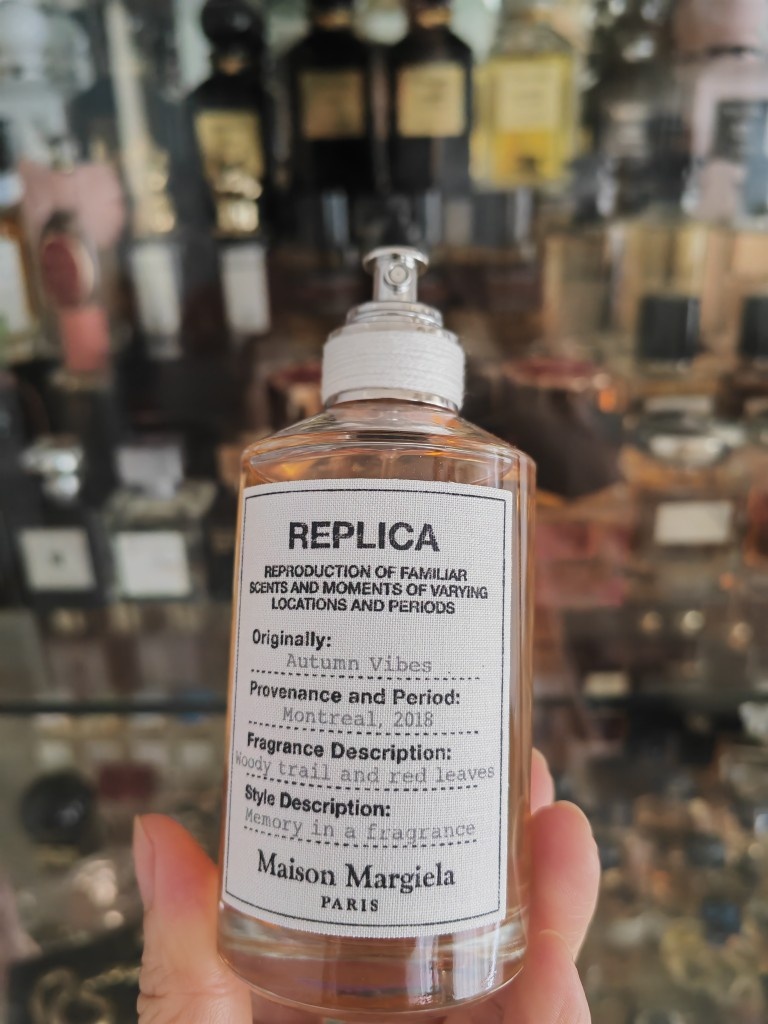 REPLICA
REPRODUCTION OF FAMILIAR
SCENTS AND MOMENTS OF VARYING
LOCATIONS AND PERIODS
Originally:
Autumn Vibes
Provenance and Period:
Montreal, 2018
Fragrance Description:
Woody trail and red leaves
Style Description:
Memory in a fragrance
Maison Margiela
PARIS